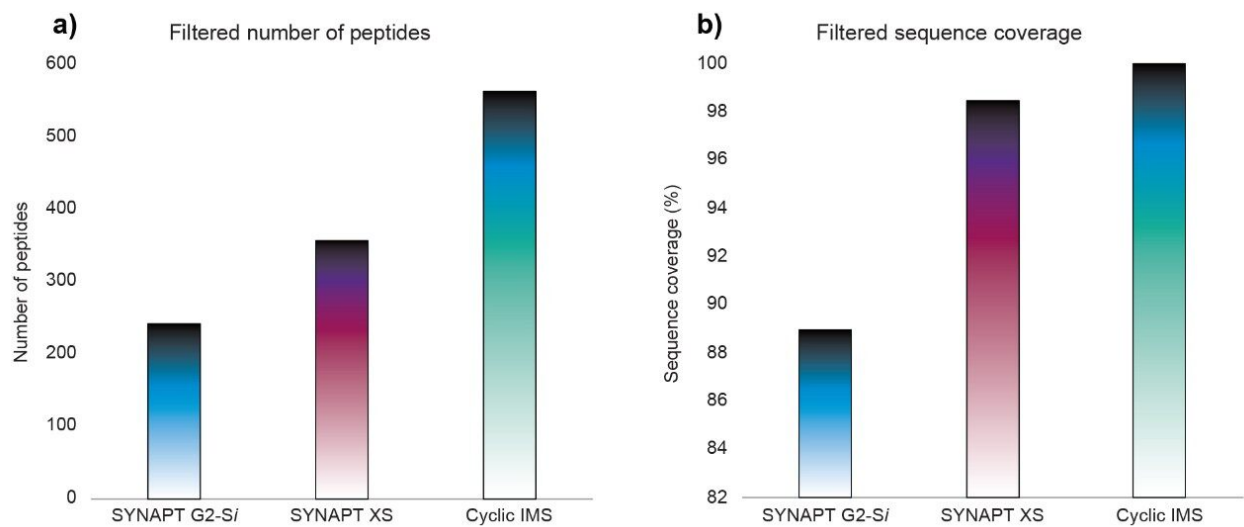 a)
Filtered number of peptides
600
500
400
300
200
100
0
Number of peptides
SYNAPT G2-Si
SYNAPT XS
Cyclic IMS
b)
Filtered sequence coverage
100
98
96
94
92
90
88
86
84
82
Sequence coverage (%)
SYNAPT G2-Si
SYNAPT XS
Cyclic IMS